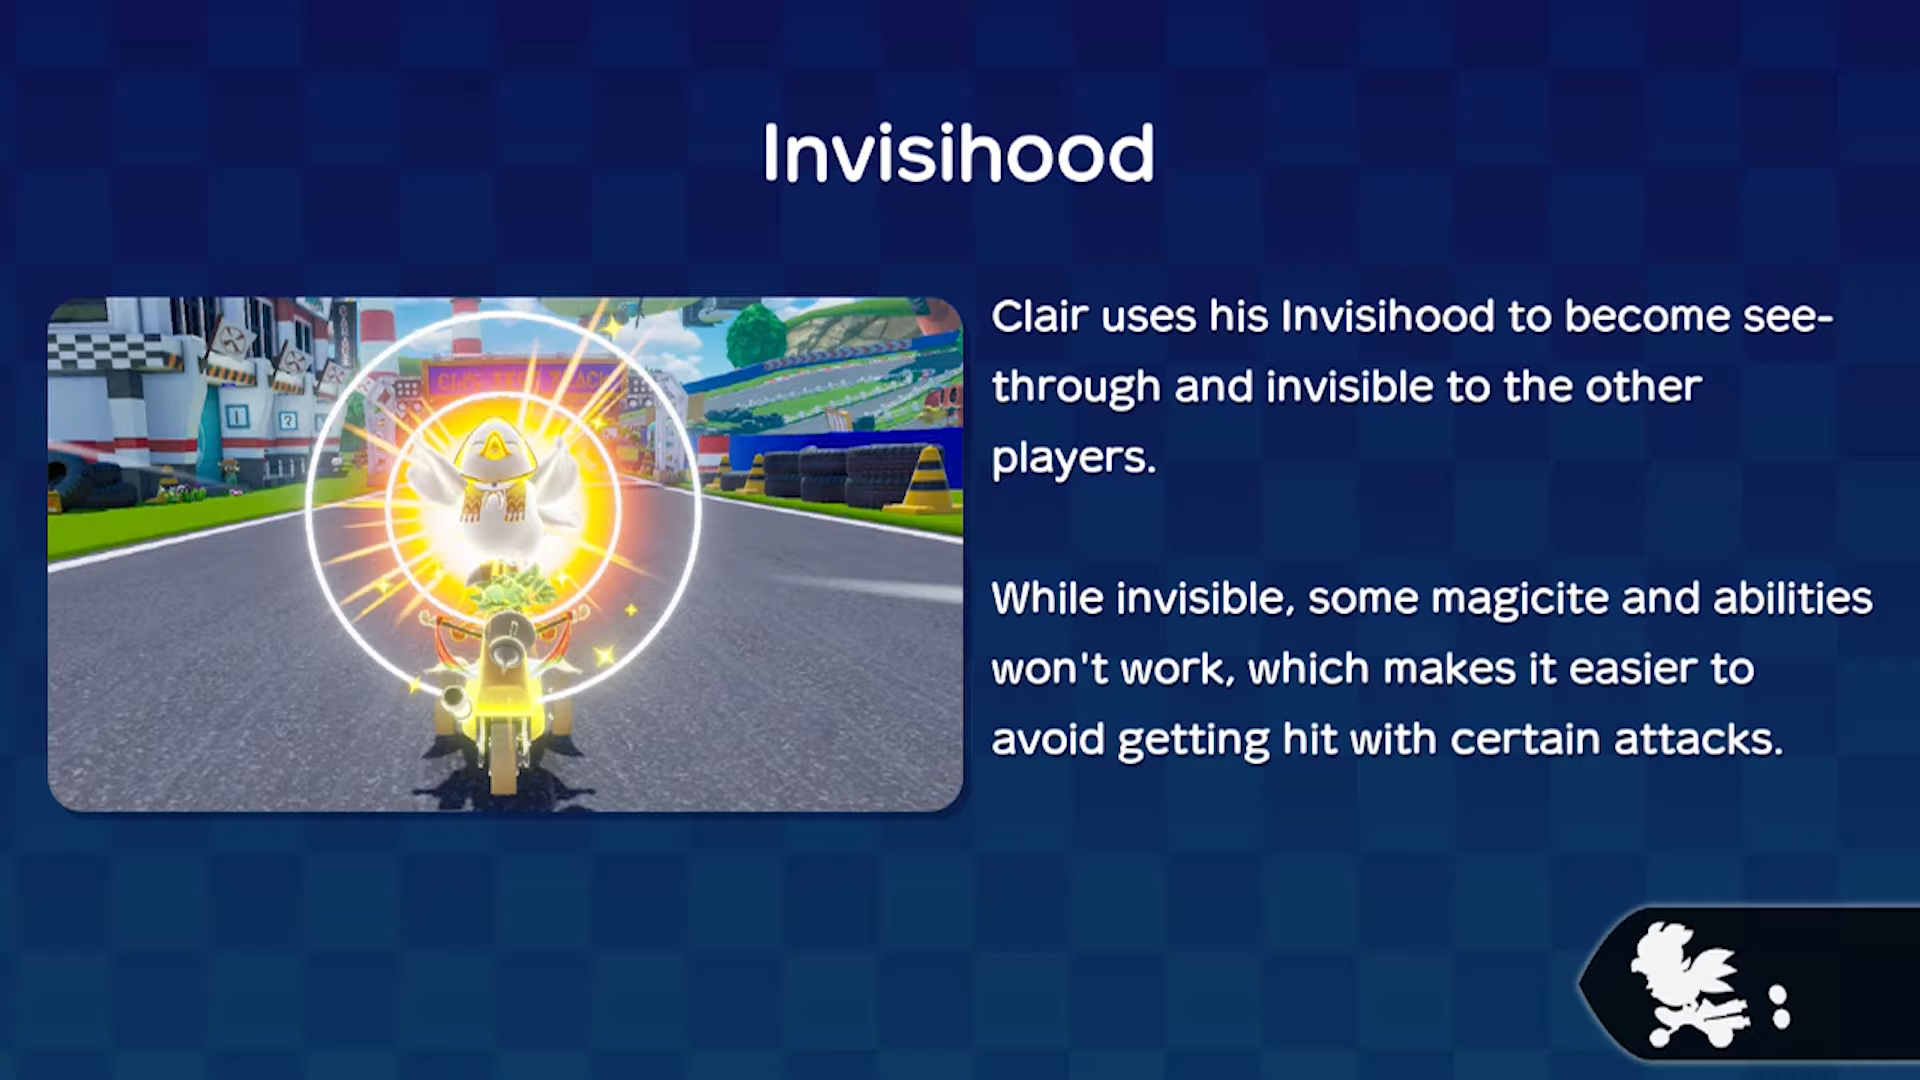 Invisihood
Clair uses his Invisihood to become see-
through and invisible to the other
players.
While invisible, some magicite and abilities
won't work, which makes it easier to
avoid getting hit with certain attacks.